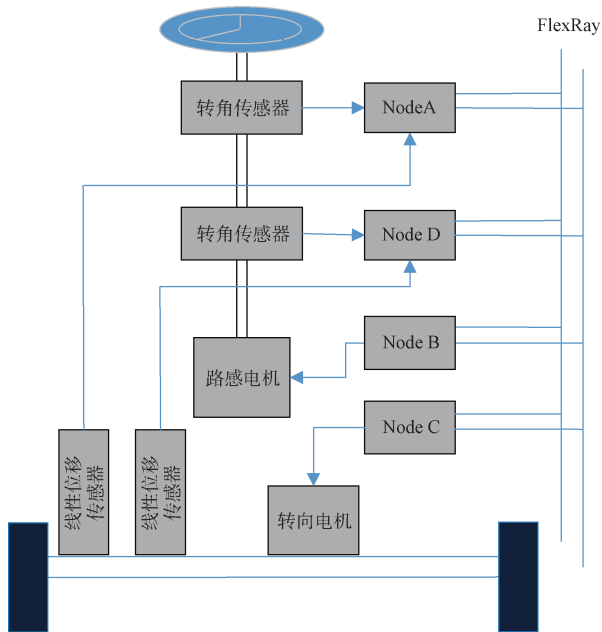 FlexRay
转角传感器
NodeA
转角传感器
Node D
Node B
路感电机
Node C
线性位移
传感器
线性位移
传感器
转向电机